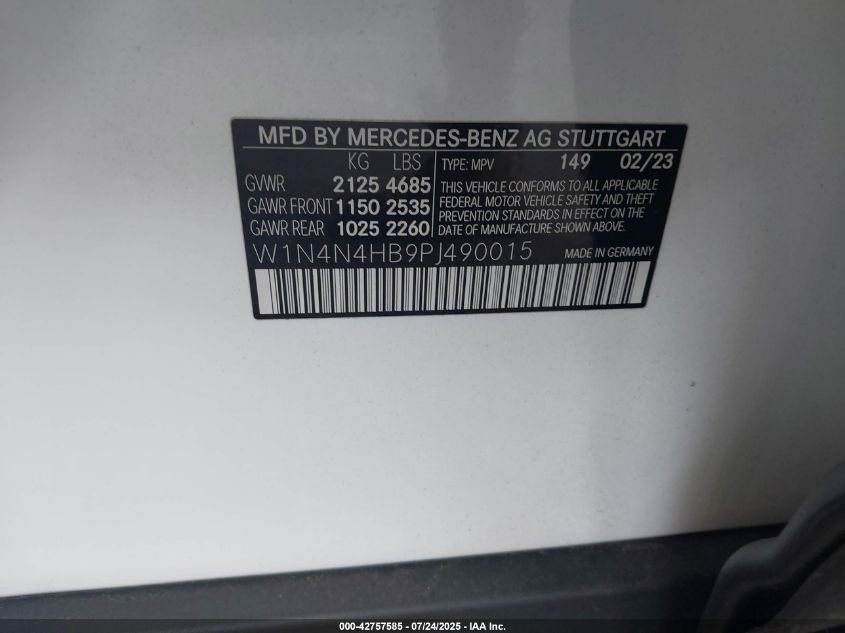 MFD BY MERCEDES-BENZ AG STUTTGART
KG LBS
GVWR 2125 4685
GAWR FRONT 1150 2535
GAWR REAR 1025 2260
TYPE: MPV 149 02/23
THIS VEHICLE CONFORMS TO ALL APPLICABLE
FEDERAL MOTOR VEHICLE SAFETY AND THEFT
PREVENTION STANDARDS IN EFFECT ON THE
DATE OF MANUFACTURE SHOWN ABOVE.
W1N4N4HB9PJ490015
MADE IN GERMANY
000-42757585 - 07/24/2025 - IAA Inc.